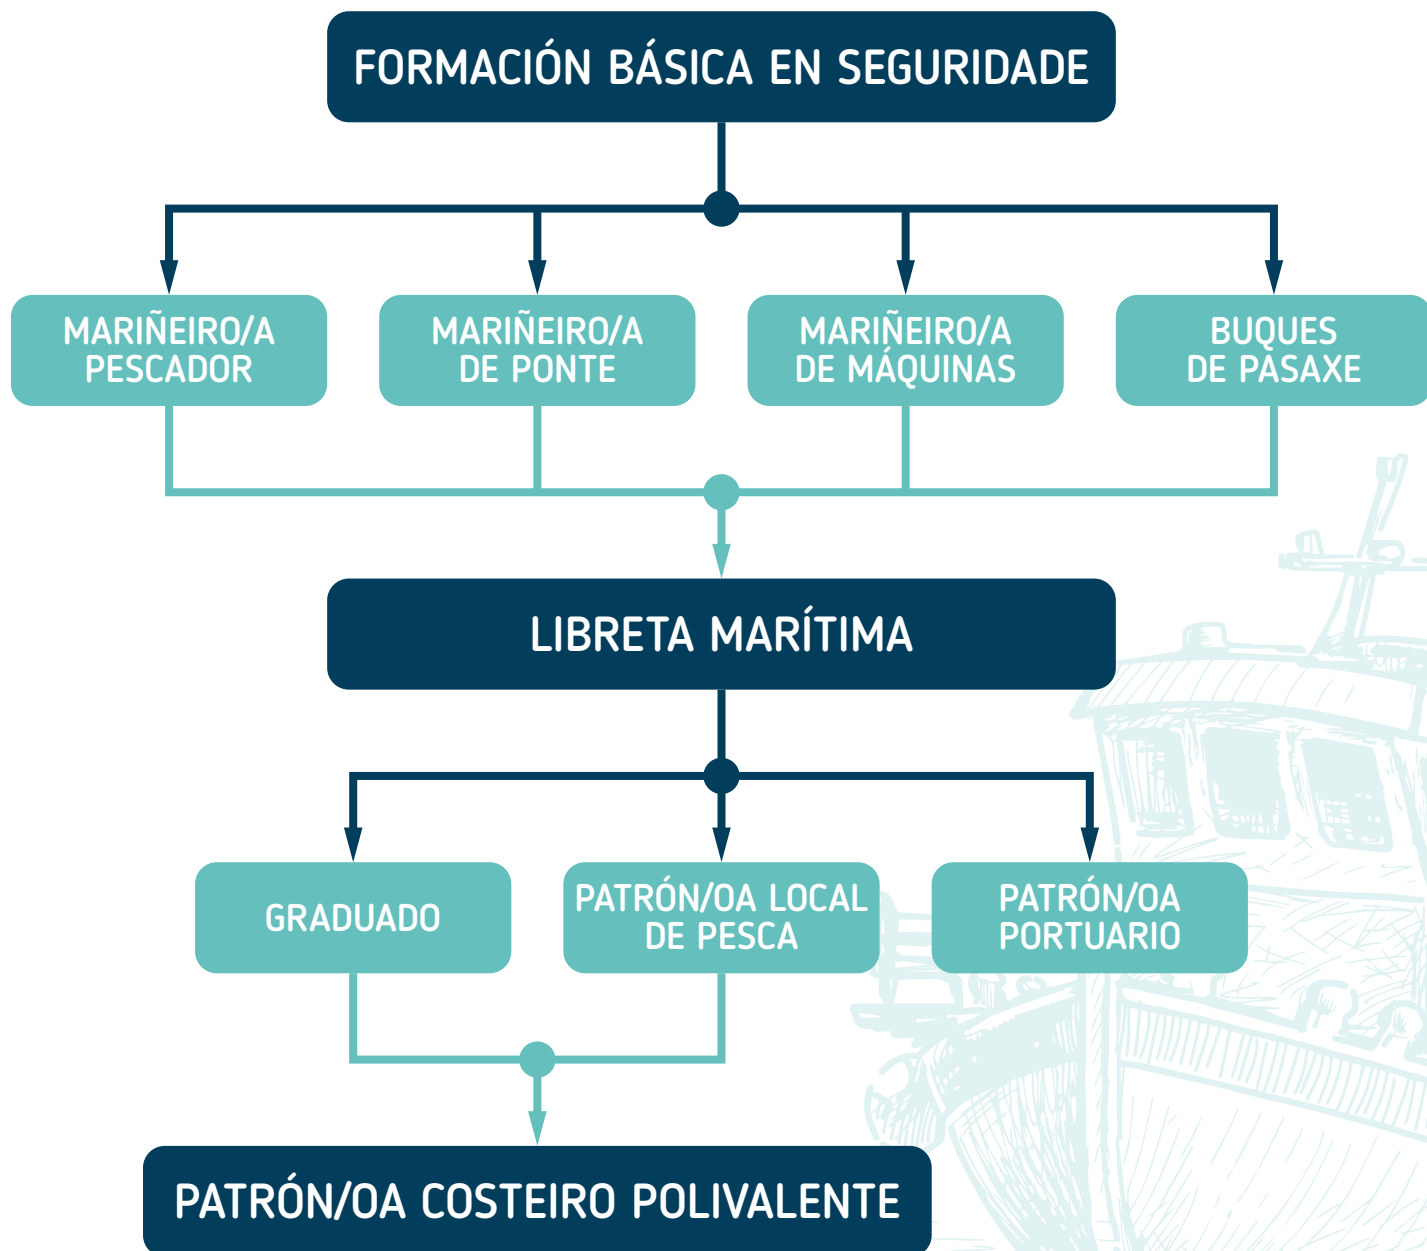 FORMACIÓN BÁSICA EN SEGURIDADE
MARIÑEIRO/A
PESCADOR
MARIÑEIRO/A
DE PONTE
MARIÑEIRO/A
DE MÁQUINAS
BUQUES
DE PASAXE
LIBRETA MARÍTIMA
GRADUADO
PATRÓN/OA LOCAL
DE PESCA
PATRÓN/OA
PORTUARIO
PATRÓN/OA COSTEIRO POLIVALENTE